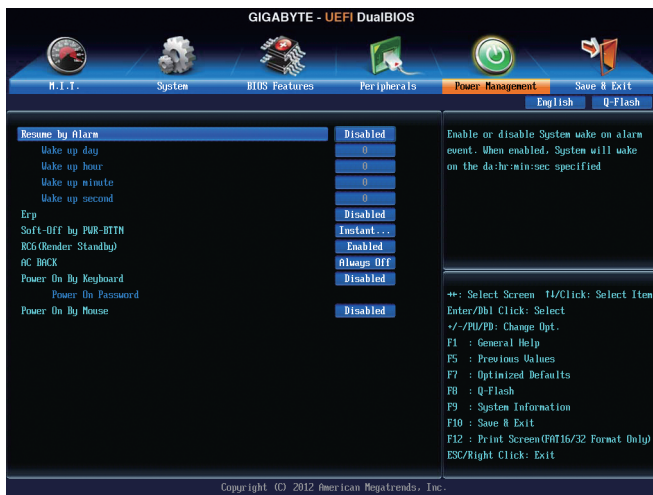 GIGABYTE - UEFI DualBIOS
M.I.T. System BIOS Features Peripherals Power Management Save & Exit
English Q-Flash
Resume by Alarm Disabled
Wake up day 0
Wake up hour 0
Wake up minute 0
Wake up second 0
Erp Disabled
Soft-Off by PWR-BTTN Instant...
RC6(Render Standby) Enabled
AC BACK Always Off
Power On By Keyboard Disabled
Power On Password
Power On By Mouse Disabled
Enable or disable System wake on alarm
event. When enabled, System will wake
on the da:hr:min:sec specified
→←: Select Screen ↑↓/Click: Select Item
Enter/Dbl Click: Select
+/-/PU/PD: Change Opt.
F1 : General Help
F5 : Previous Values
F7 : Optimized Defaults
F8 : Q-Flash
F9 : System Information
F10 : Save & Exit
F12 : Print Screen(FAT16/32 Format Only)
ESC/Right Click: Exit
Copyright (C) 2012 American Megatrends, Inc.